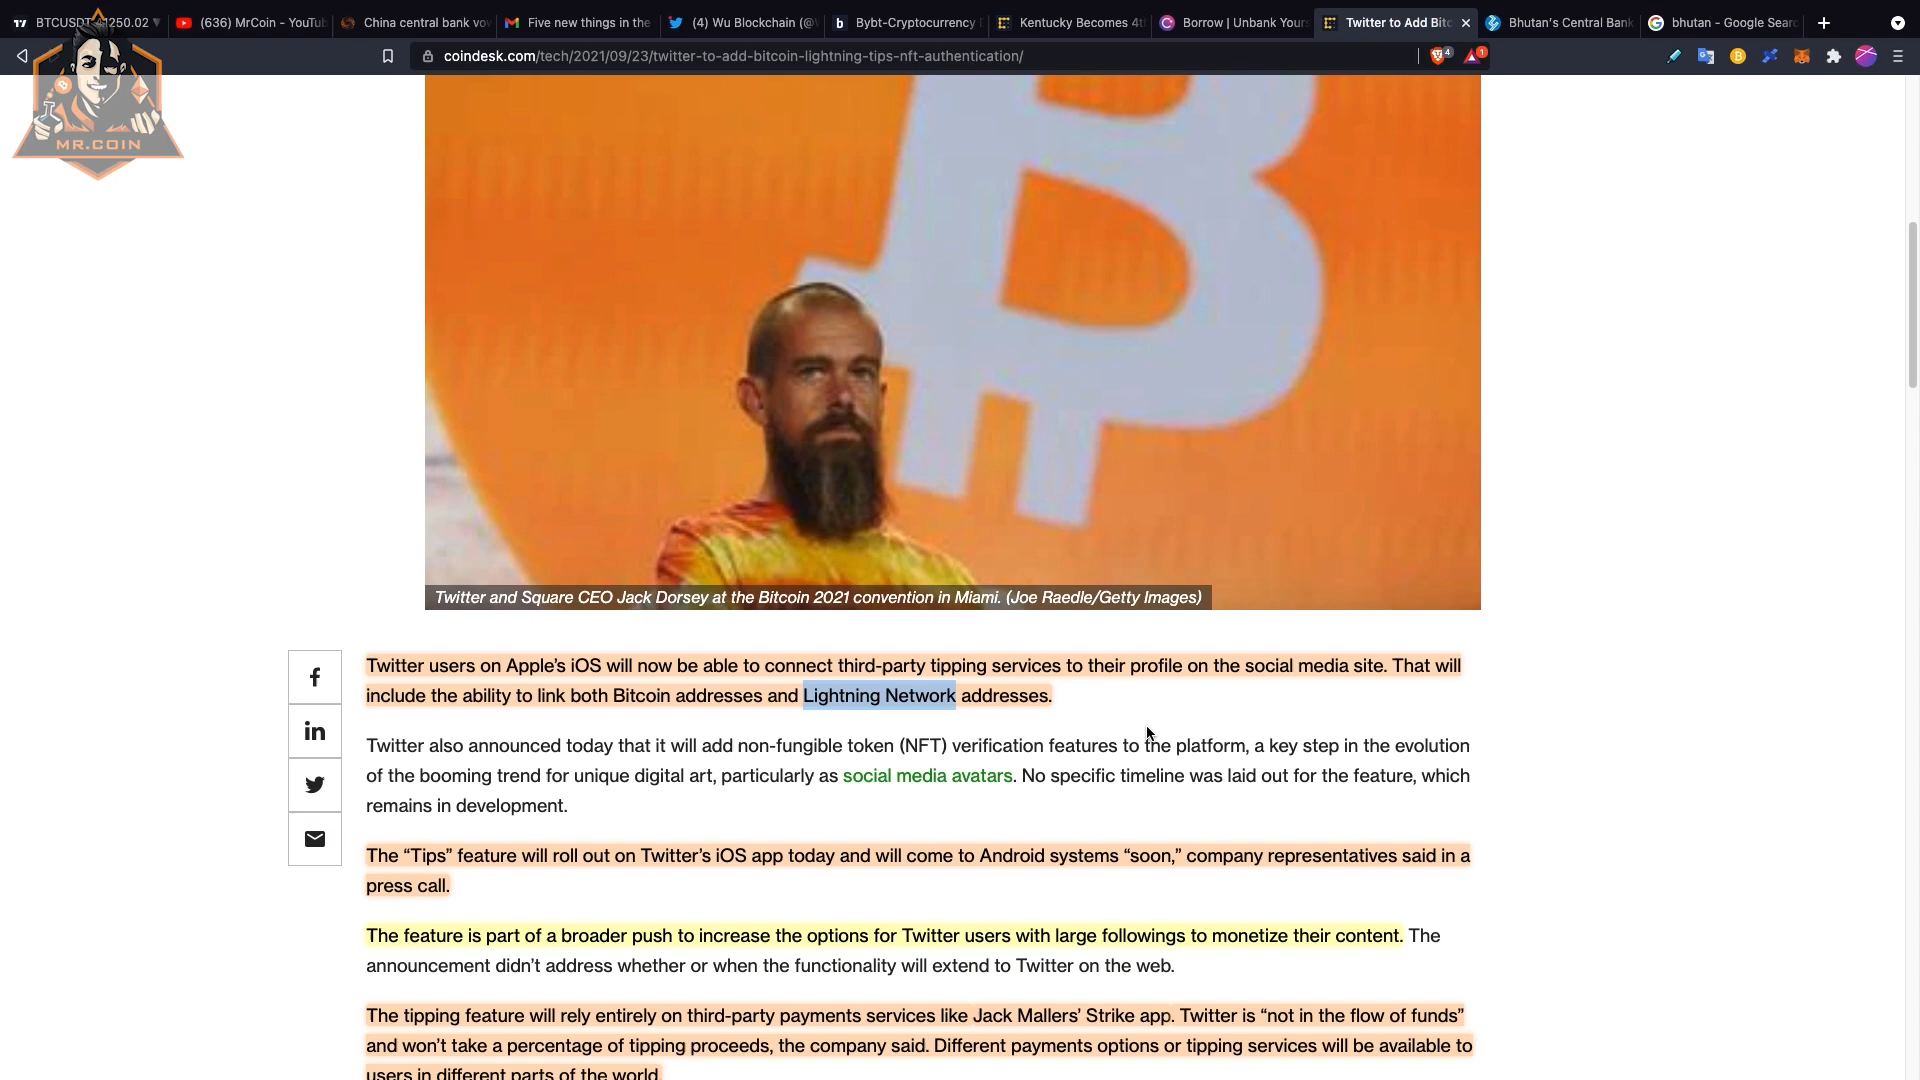 BTCUSDT 41250.02
(636) MrCoin - YouTu
China central bank vo
Five new things in the
(4) Wu Blockchain (@
Bybt-Cryptocurrency
Kentucky Becomes 4t
Borrow | Unbank Your
Twitter to Add Bitc
Bhutan's Central Bank
bhutan - Google Sear
coindesk.com/tech/2021/09/23/twitter-to-add-bitcoin-lightning-tips-nft-authentication/
4
1
MR.COIN
Twitter and Square CEO Jack Dorsey at the Bitcoin 2021 convention in Miami. (Joe Raedle/Getty Images)
Twitter users on Apple’s iOS will now be able to connect third-party tipping services to their profile on the social media site. That will
include the ability to link both Bitcoin addresses and Lightning Network addresses.
Twitter also announced today that it will add non-fungible token (NFT) verification features to the platform, a key step in the evolution
of the booming trend for unique digital art, particularly as social media avatars. No specific timeline was laid out for the feature, which
remains in development.
The “Tips” feature will roll out on Twitter’s iOS app today and will come to Android systems “soon,” company representatives said in a
press call.
The feature is part of a broader push to increase the options for Twitter users with large followings to monetize their content. The
announcement didn’t address whether or when the functionality will extend to Twitter on the web.
The tipping feature will rely entirely on third-party payments services like Jack Mallers’ Strike app. Twitter is “not in the flow of funds”
and won’t take a percentage of tipping proceeds, the company said. Different payments options or tipping services will be available to
users in different parts of the world.